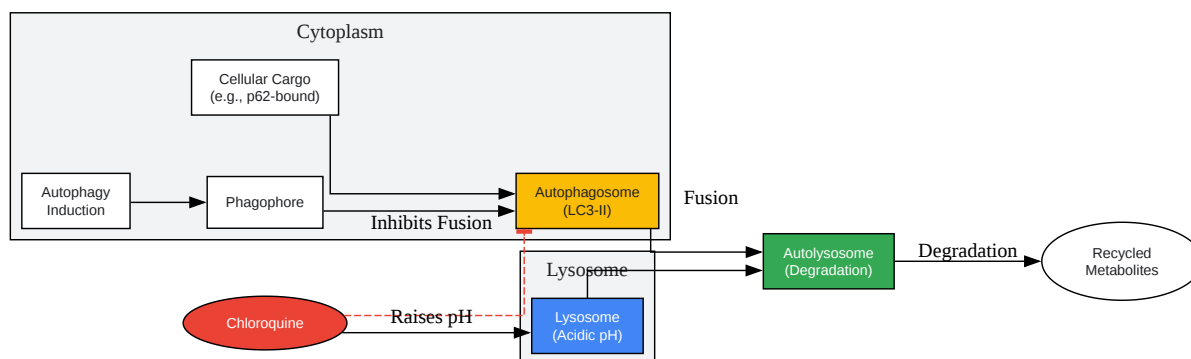 Cytoplasm
Cellular Cargo
(e.g., p62-bound)
Autophagy
Induction
Phagophore
Inhibits Fusion
Autophagosome
(LC3-II)
Fusion
Lysosome
Autolysosome
(Degradation)
Degradation
Recycled
Metabolites
Chloroquine
Raises pH
Lysosome
(Acidic pH)